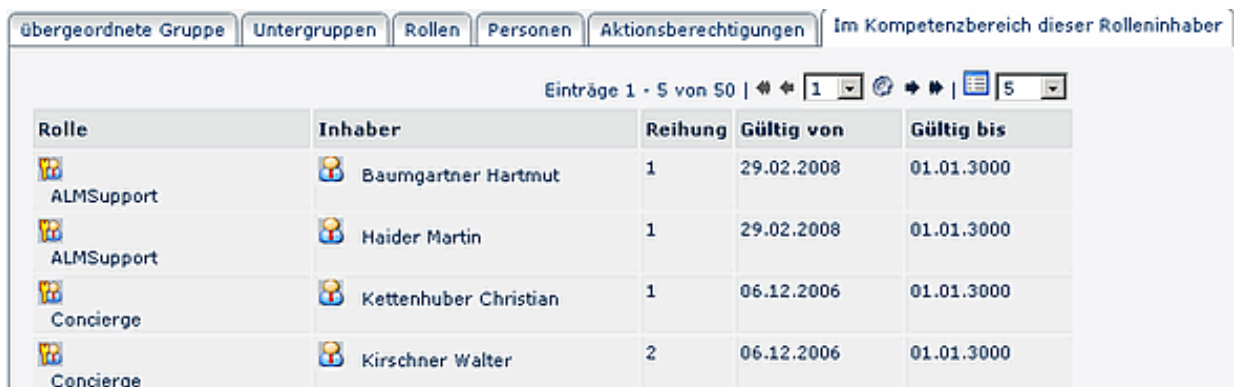 übergeordnete Gruppe Untergruppen Rollen Personen Aktionsberechtigungen Im Kompetenzbereich dieser Rolleninhaber
Einträge 1 - 5 von 50 | 1 | 5
Rolle Inhaber Reihung Gültig von Gültig bis
ALMSupport Baumgartner Hartmut 1 29.02.2008 01.01.3000
ALMSupport Haider Martin 1 29.02.2008 01.01.3000
Concierge Kettenhuber Christian 1 06.12.2006 01.01.3000
Concierge Kirschner Walter 2 06.12.2006 01.01.3000